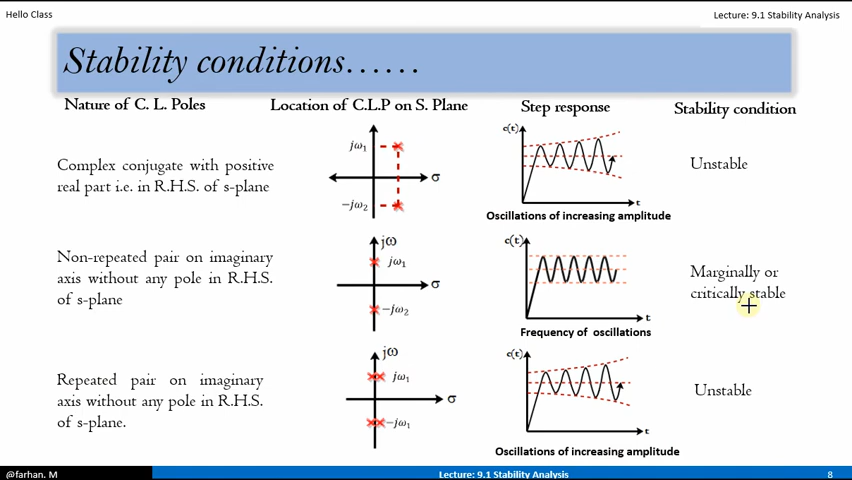 Hello Class
Lecture: 9.1 Stability Analysis
Stability conditions......
Nature of C. L. Poles
Location of C.L.P on S. Plane
Step response
Stability condition
Complex conjugate with positive
real part i.e. in R.H.S. of s-plane
jω₁
σ
−jω₂
c(t)
t
Oscillations of increasing amplitude
Unstable
Non-repeated pair on imaginary
axis without any pole in R.H.S.
of s-plane
jω
jω₁
σ
−jω₂
c(t)
t
Frequency of oscillations
Marginally or
critically stable
Repeated pair on imaginary
axis without any pole in R.H.S.
of s-plane.
jω
jω₁
σ
−jω₁
c(t)
t
Oscillations of increasing amplitude
Unstable
@farhan. M
Lecture: 9.1 Stability Analysis
8